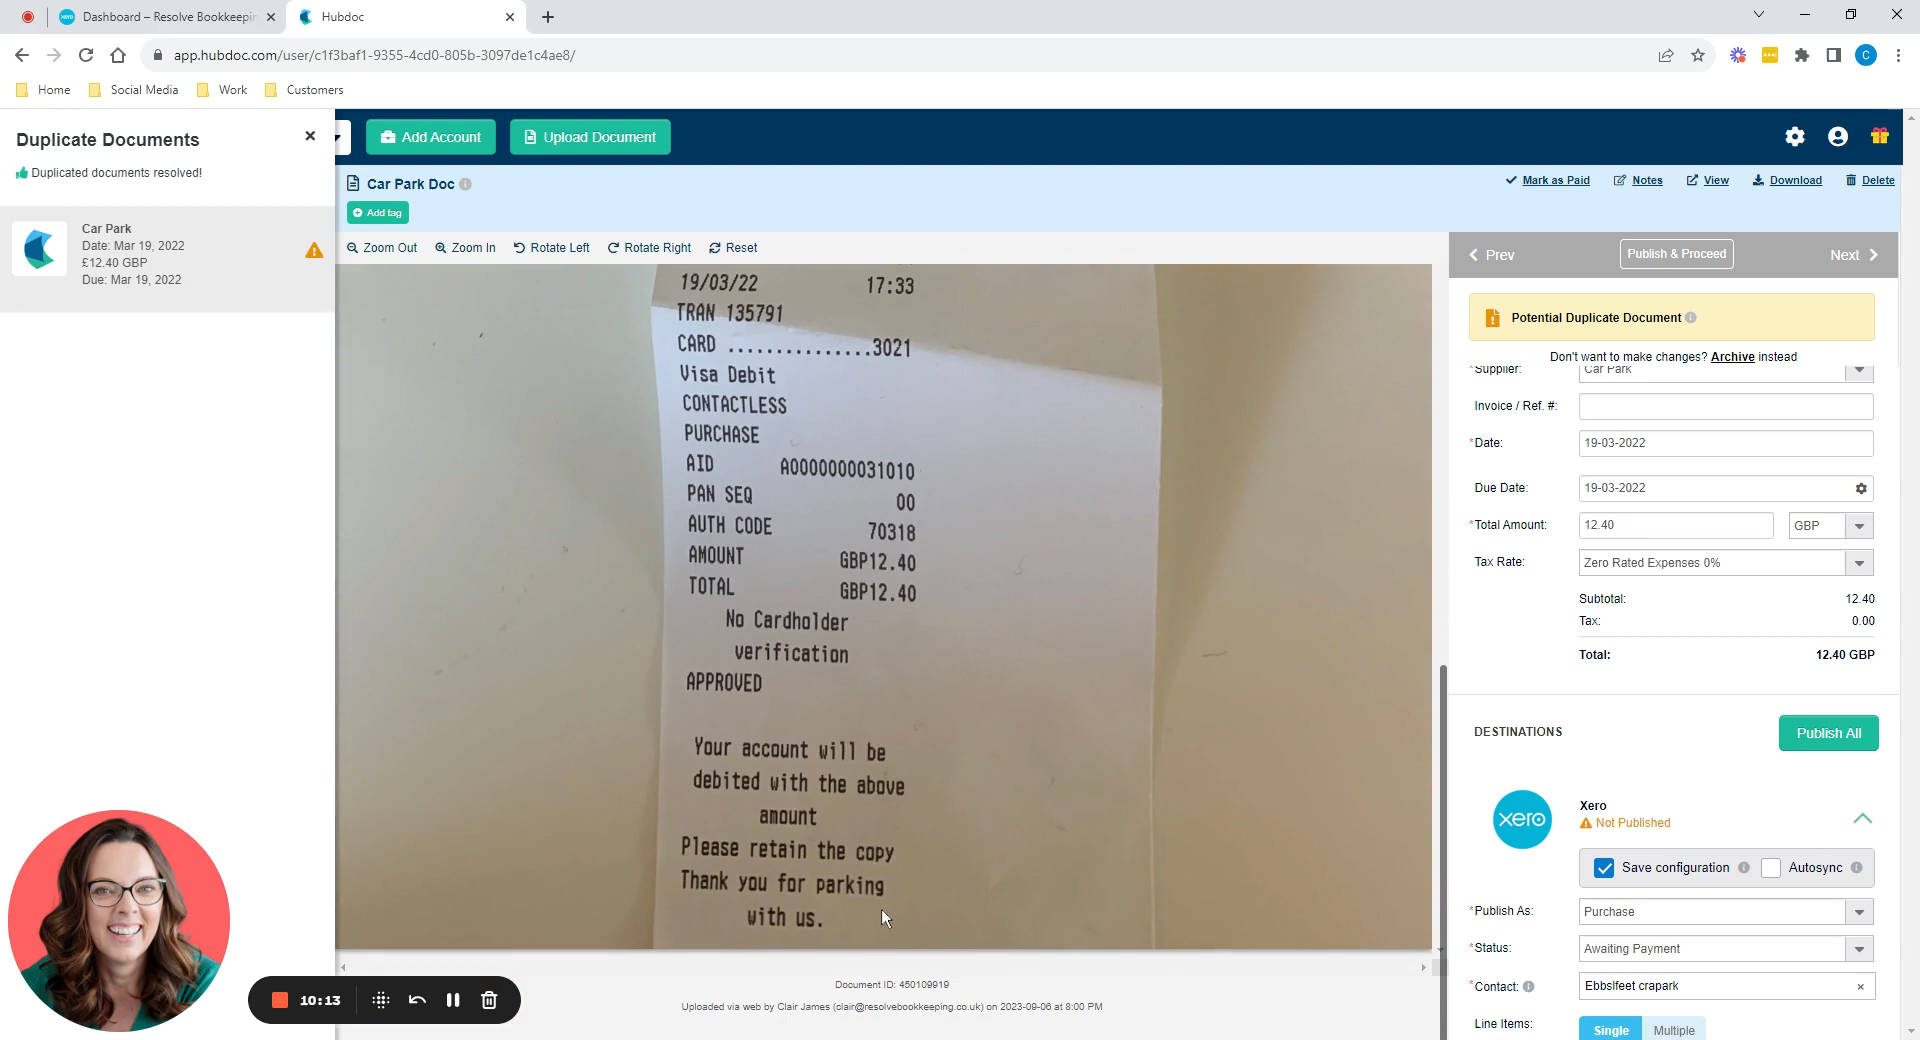 Dashboard – Resolve Bookkeepin
Hubdoc
app.hubdoc.com/user/c1f3baf1-9355-4cd0-805b-3097de1c4ae8/
C
Home
Social Media
Work
Customers
Duplicate Documents
Duplicated documents resolved!
Car Park
Date: Mar 19, 2022
£12.40 GBP
Due: Mar 19, 2022
Add Account
Upload Document
Car Park Doc
Add tag
Mark as Paid
Notes
View
Download
Delete
Zoom Out
Zoom In
Rotate Left
Rotate Right
Reset
19/03/22 17:33
TRAN 135791
CARD ...............3021
Visa Debit
CONTACTLESS
PURCHASE
AID A0000000031010
PAN SEQ 00
AUTH CODE 70318
AMOUNT GBP12.40
TOTAL GBP12.40
No Cardholder
verification
APPROVED
Your account will be
debited with the above
amount
Please retain the copy
Thank you for parking
with us.
Document ID: 450109919
Uploaded via web by Clair James (clair@resolvebookkeeping.co.uk) on 2023-09-06 at 8:00 PM
10:13
Prev
Publish & Proceed
Next
Potential Duplicate Document
Don't want to make changes? Archive instead
*Supplier: Car Park
Invoice / Ref. #:
*Date: 19-03-2022
Due Date: 19-03-2022
*Total Amount: 12.40 GBP
Tax Rate: Zero Rated Expenses 0%
Subtotal: 12.40
Tax: 0.00
Total: 12.40 GBP
DESTINATIONS
Publish All
xero
Xero
Not Published
Save configuration
Autosync
*Publish As: Purchase
*Status: Awaiting Payment
*Contact: Ebbslfeet crapark
Line Items: Single Multiple